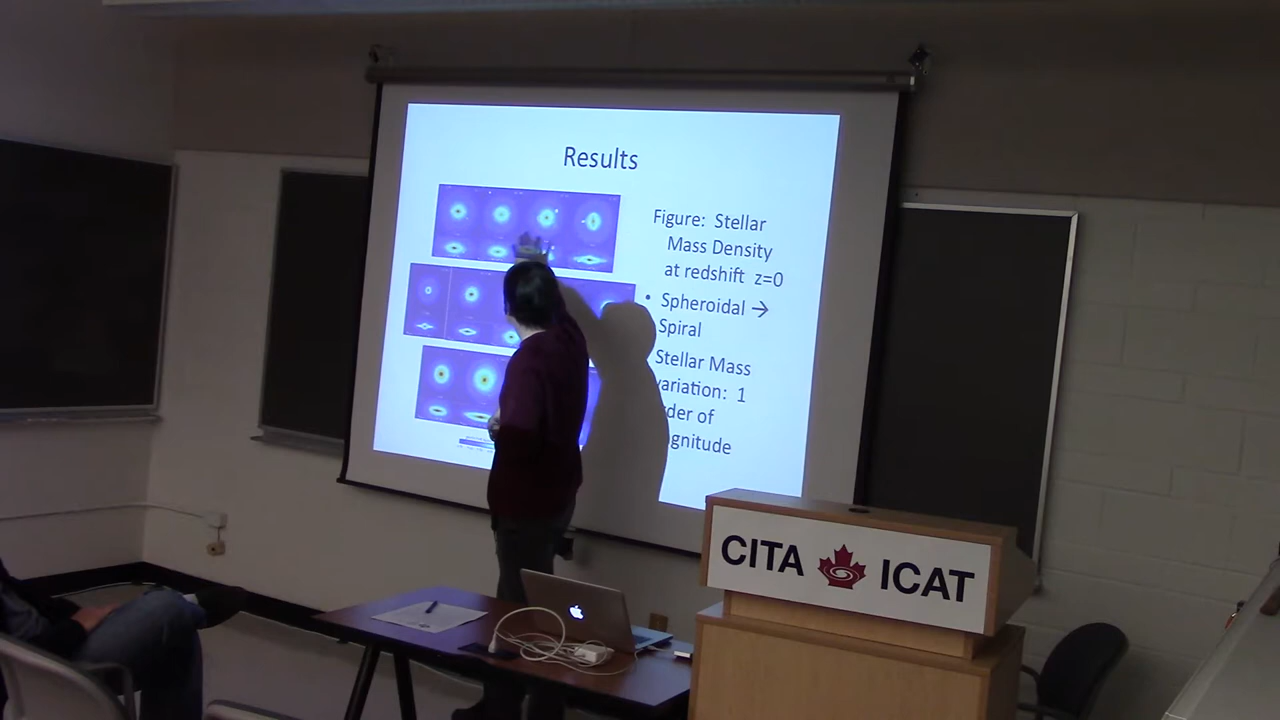 Results
Figure: Stellar
Mass Density
at redshift z=0
• Spheroidal →
Spiral
Stellar Mass
variation: 1
der of
gnitude
CITA ICAT